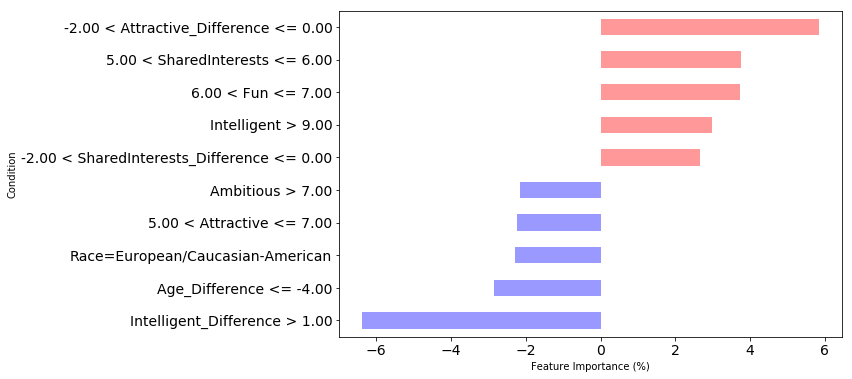 -2.00 < Attractive_Difference <= 0.00
5.00 < SharedInterests <= 6.00
6.00 < Fun <= 7.00
Intelligent > 9.00
-2.00 < SharedInterests_Difference <= 0.00
Ambitious > 7.00
5.00 < Attractive <= 7.00
Race=European/Caucasian-American
Age_Difference <= -4.00
Intelligent_Difference > 1.00
Condition
−6 −4 −2 0 2 4 6
Feature Importance (%)